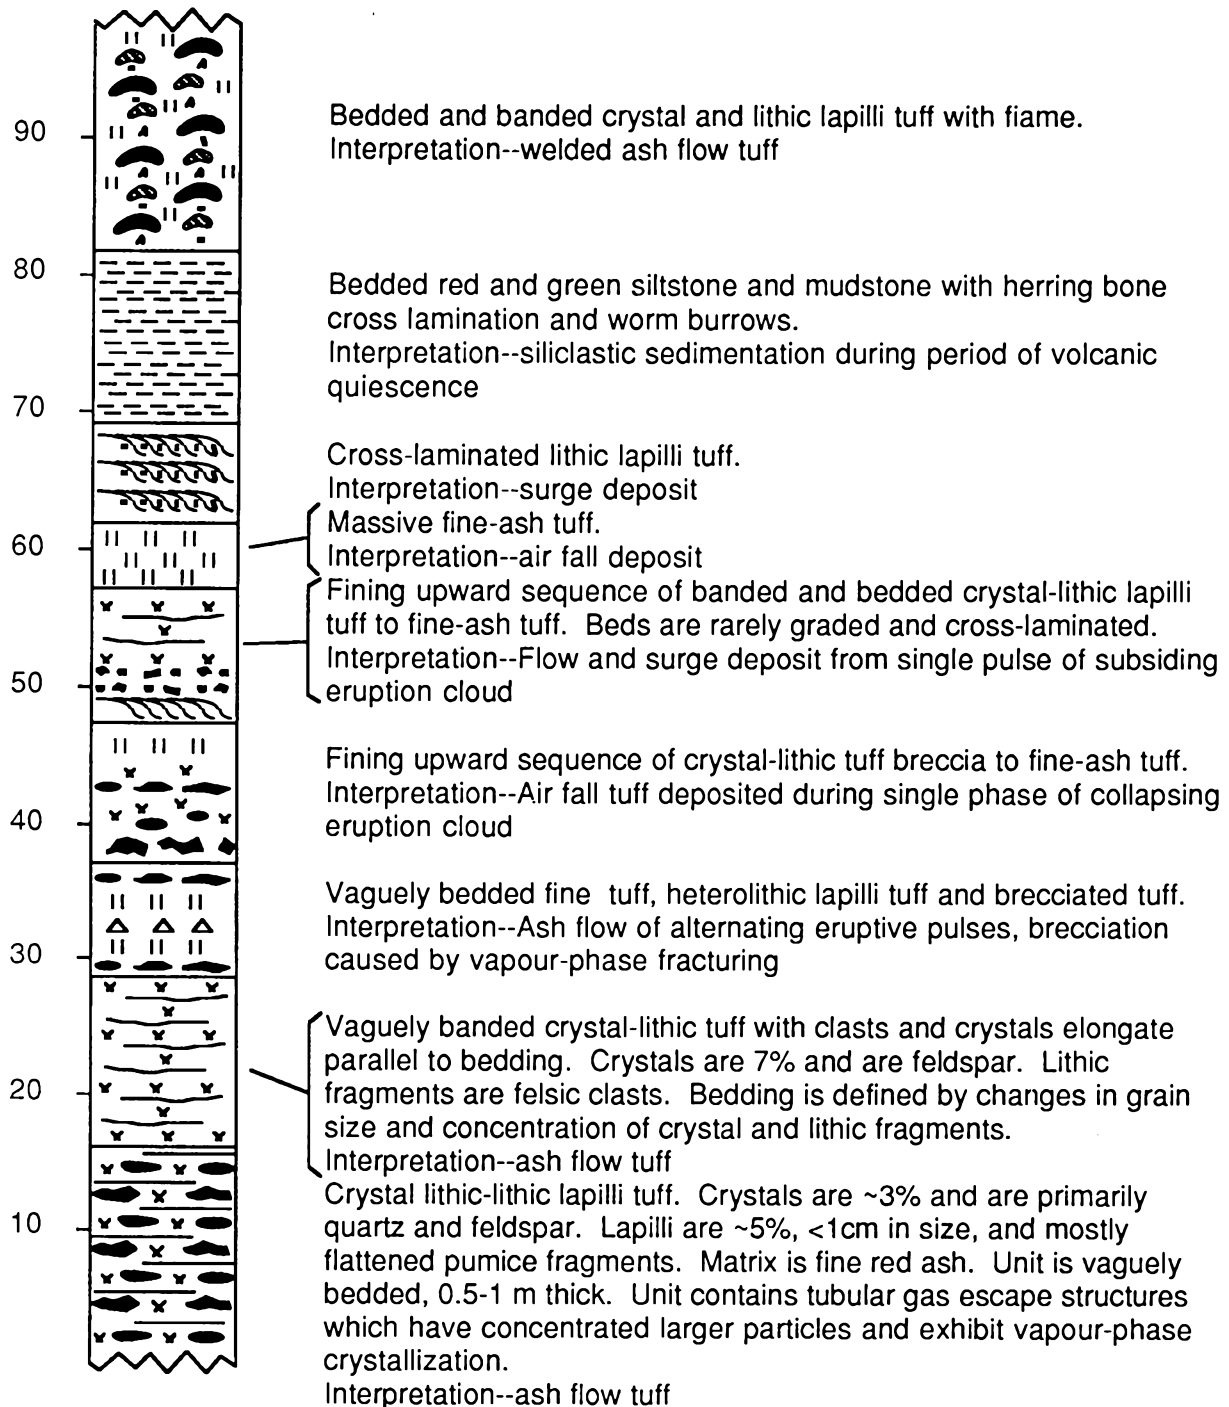 90
Bedded and banded crystal and lithic lapilli tuff with fiame.
Interpretation--welded ash flow tuff
80
Bedded red and green siltstone and mudstone with herring bone
cross lamination and worm burrows.
Interpretation--siliclastic sedimentation during period of volcanic
quiescence
70
Cross-laminated lithic lapilli tuff.
Interpretation--surge deposit
60
Massive fine-ash tuff.
Interpretation--air fall deposit
Fining upward sequence of banded and bedded crystal-lithic lapilli
tuff to fine-ash tuff. Beds are rarely graded and cross-laminated.
Interpretation--Flow and surge deposit from single pulse of subsiding
eruption cloud
50
Fining upward sequence of crystal-lithic tuff breccia to fine-ash tuff.
Interpretation--Air fall tuff deposited during single phase of collapsing
eruption cloud
40
Vaguely bedded fine tuff, heterolithic lapilli tuff and brecciated tuff.
Interpretation--Ash flow of alternating eruptive pulses, brecciation
caused by vapour-phase fracturing
30
Vaguely banded crystal-lithic tuff with clasts and crystals elongate
parallel to bedding. Crystals are 7% and are feldspar. Lithic
fragments are felsic clasts. Bedding is defined by changes in grain
size and concentration of crystal and lithic fragments.
Interpretation--ash flow tuff
20
Crystal lithic-lithic lapilli tuff. Crystals are ~3% and are primarily
quartz and feldspar. Lapilli are ~5%, <1cm in size, and mostly
flattened pumice fragments. Matrix is fine red ash. Unit is vaguely
bedded, 0.5-1 m thick. Unit contains tubular gas escape structures
which have concentrated larger particles and exhibit vapour-phase
crystallization.
Interpretation--ash flow tuff
10